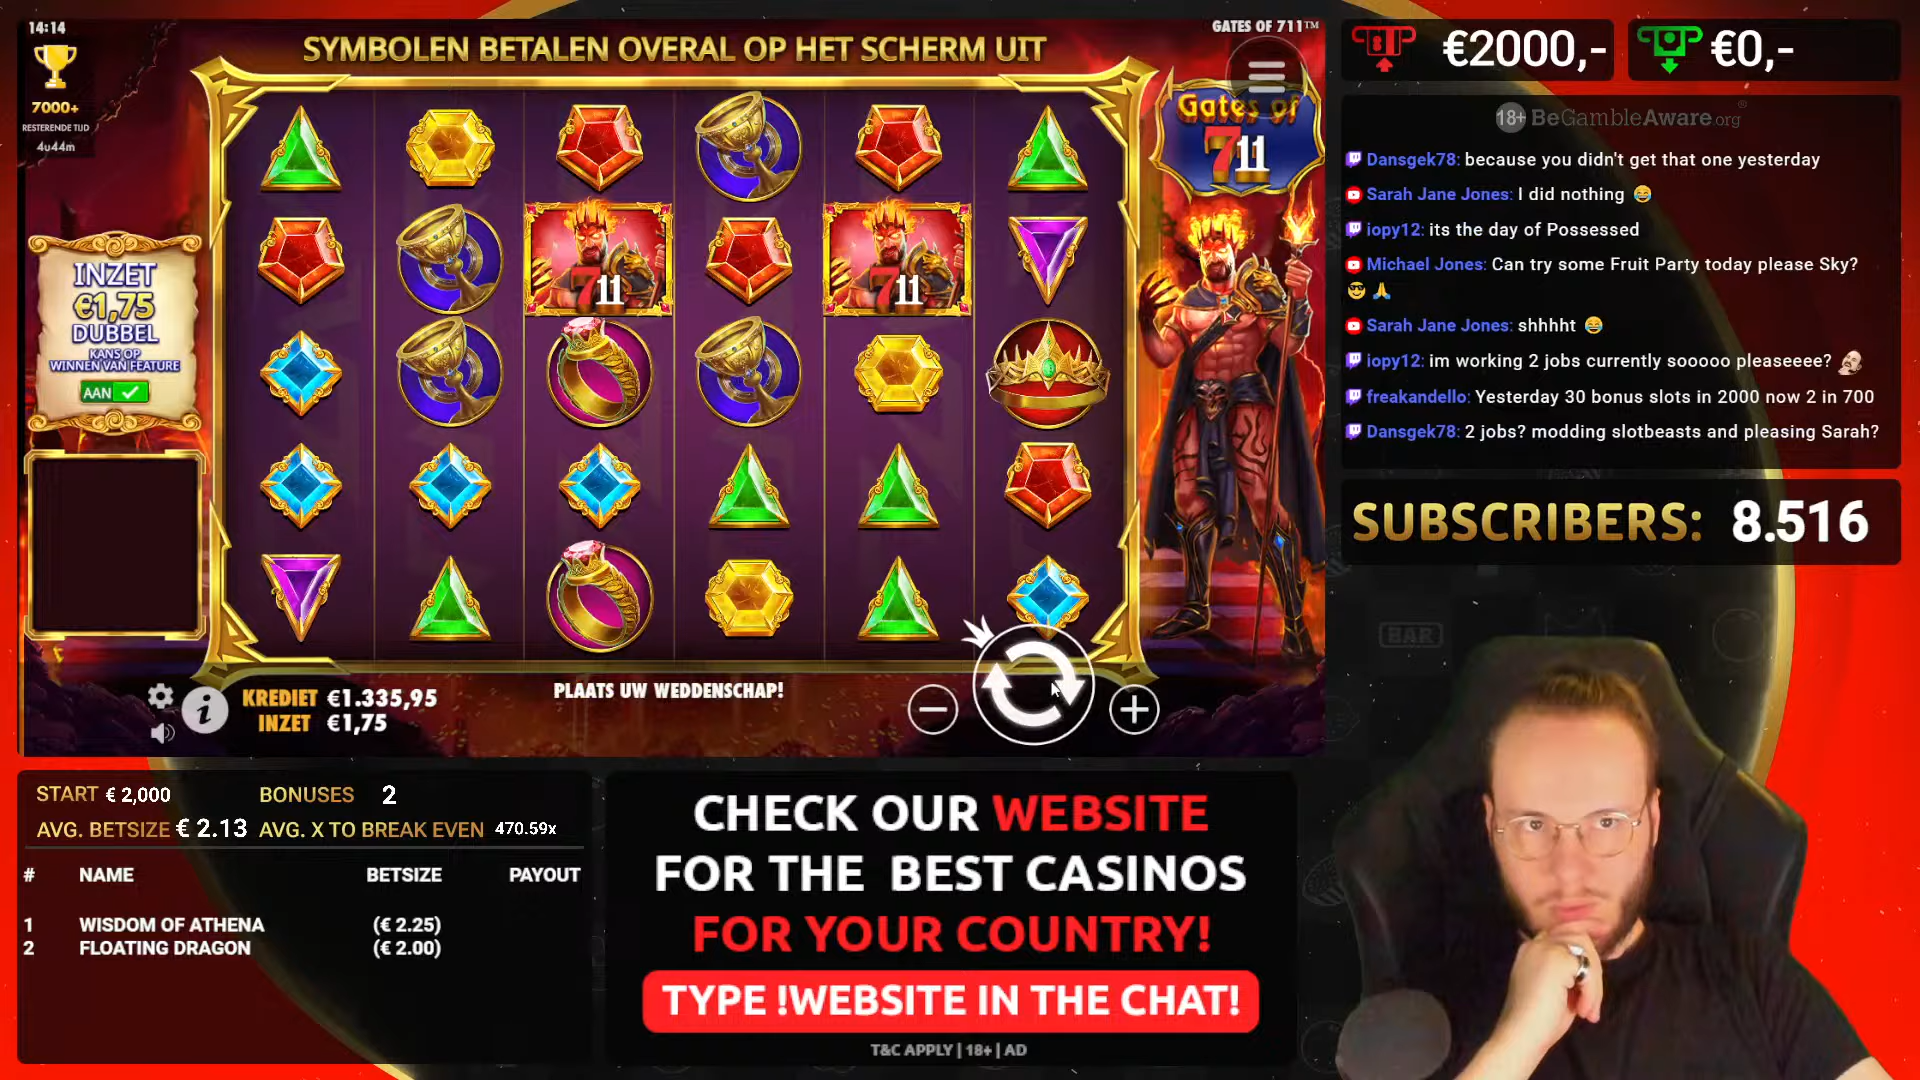 14:14
7000+
RESTERENDE TIJD
4u44m
SYMBOLEN BETALEN OVERAL OP HET SCHERM UIT
GATES OF 711™
Gates of
711
INZET
€1,75
DUBBEL
KANS OP
WINNEN VAN FEATURE
AAN
711
711
KREDIET €1.335,95
INZET €1,75
PLAATS UW WEDDENSCHAP!
€2000,-
€0,-
18+ BeGambleAware.org®
Dansgek78: because you didn't get that one yesterday
Sarah Jane Jones: I did nothing 😂
iopy12: its the day of Possessed
Michael Jones: Can try some Fruit Party today please Sky?
😎 🙏
Sarah Jane Jones: shhhht 😂
iopy12: im working 2 jobs currently sooooo pleaseeee?
freakandello: Yesterday 30 bonus slots in 2000 now 2 in 700
Dansgek78: 2 jobs? modding slotbeasts and pleasing Sarah?
SUBSCRIBERS: 8.516
BAR
START € 2,000 BONUSES 2
AVG. BETSIZE € 2.13 AVG. X TO BREAK EVEN 470.59x
# NAME BETSIZE PAYOUT
1 WISDOM OF ATHENA (€ 2.25)
2 FLOATING DRAGON (€ 2.00)
CHECK OUR WEBSITE
FOR THE BEST CASINOS
FOR YOUR COUNTRY!
TYPE !WEBSITE IN THE CHAT!
T&C APPLY | 18+ | AD